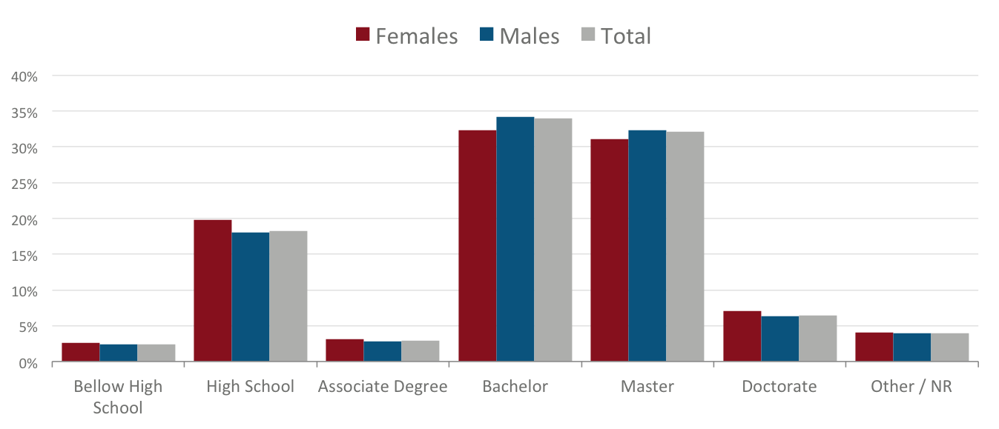 Females Males Total
40%
35%
30%
25%
20%
15%
10%
5%
0%
Bellow High School
High School
Associate Degree
Bachelor
Master
Doctorate
Other / NR